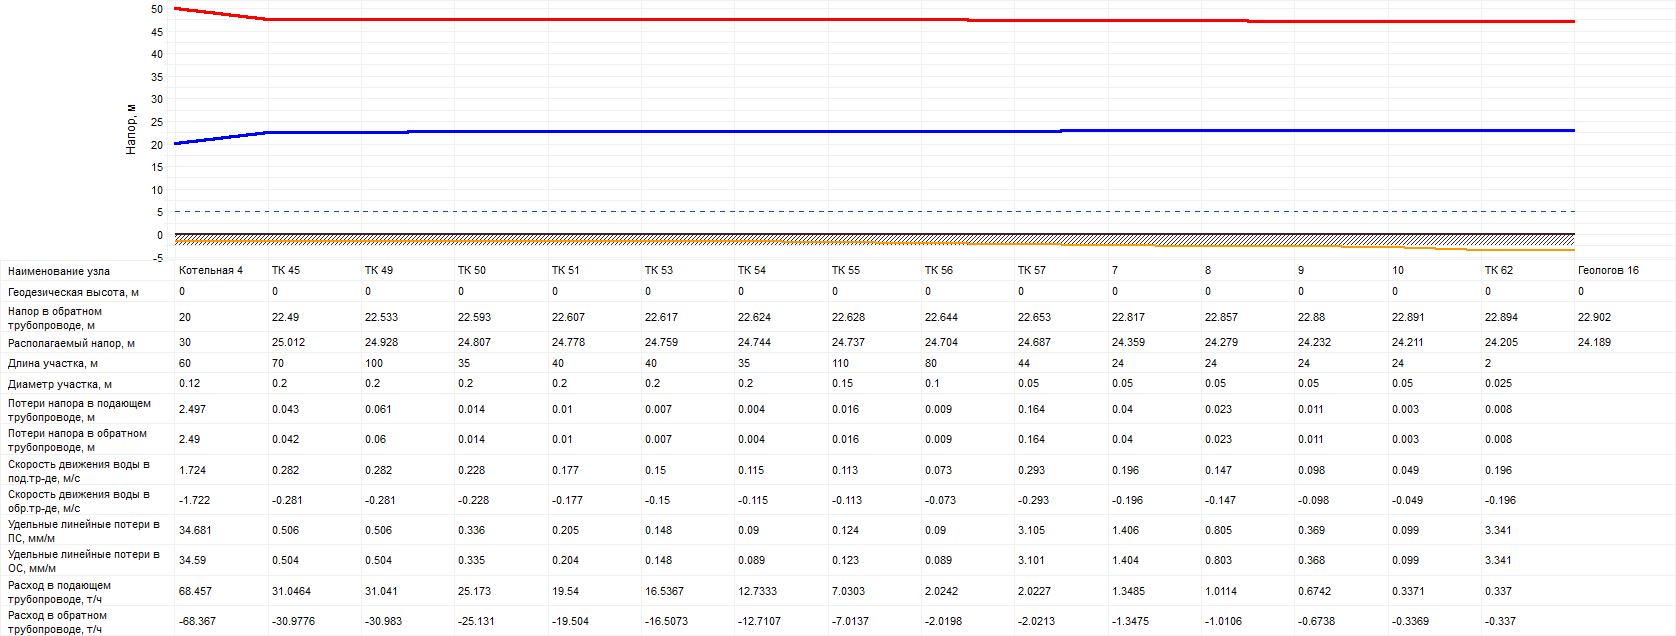 50
45
40
35
30
25
20
15
10
5
0
-5
Напор, м
Наименование узла Котельная 4 ТК 45 ТК 49 ТК 50 ТК 51 ТК 53 ТК 54 ТК 55 ТК 56 ТК 57 7 8 9 10 ТК 62 Геологов 16
Геодезическая высота, м 0 0 0 0 0 0 0 0 0 0 0 0 0 0 0 0
Напор в обратном
трубопроводе, м 20 22.49 22.533 22.593 22.607 22.617 22.624 22.628 22.644 22.653 22.817 22.857 22.88 22.891 22.894 22.902
Располагаемый напор, м 30 25.012 24.928 24.807 24.778 24.759 24.744 24.737 24.704 24.687 24.359 24.279 24.232 24.211 24.205 24.189
Длина участка, м 60 70 100 35 40 40 35 110 80 44 24 24 24 24 2
Диаметр участка, м 0.12 0.2 0.2 0.2 0.2 0.2 0.2 0.15 0.1 0.05 0.05 0.05 0.05 0.05 0.025
Потери напора в подающем
трубопроводе, м 2.497 0.043 0.061 0.014 0.01 0.007 0.004 0.016 0.009 0.164 0.04 0.023 0.011 0.003 0.008
Потери напора в обратном
трубопроводе, м 2.49 0.042 0.06 0.014 0.01 0.007 0.004 0.016 0.009 0.164 0.04 0.023 0.011 0.003 0.008
Скорость движения воды в
под.тр-де, м/с 1.724 0.282 0.282 0.228 0.177 0.15 0.115 0.113 0.073 0.293 0.196 0.147 0.098 0.049 0.196
Скорость движения воды в
обр.тр-де, м/с -1.722 -0.281 -0.281 -0.228 -0.177 -0.15 -0.115 -0.113 -0.073 -0.293 -0.196 -0.147 -0.098 -0.049 -0.196
Удельные линейные потери в
ПС, мм/м 34.681 0.506 0.506 0.336 0.205 0.148 0.09 0.124 0.09 3.105 1.406 0.805 0.369 0.099 3.341
Удельные линейные потери в
ОС, мм/м 34.59 0.504 0.504 0.335 0.204 0.148 0.089 0.123 0.089 3.101 1.404 0.803 0.368 0.099 3.341
Расход в подающем
трубопроводе, т/ч 68.457 31.0464 31.041 25.173 19.54 16.5367 12.7333 7.0303 2.0242 2.0227 1.3485 1.0114 0.6742 0.3371 0.337
Расход в обратном
трубопроводе, т/ч -68.367 -30.9776 -30.983 -25.131 -19.504 -16.5073 -12.7107 -7.0137 -2.0198 -2.0213 -1.3475 -1.0106 -0.6738 -0.3369 -0.337